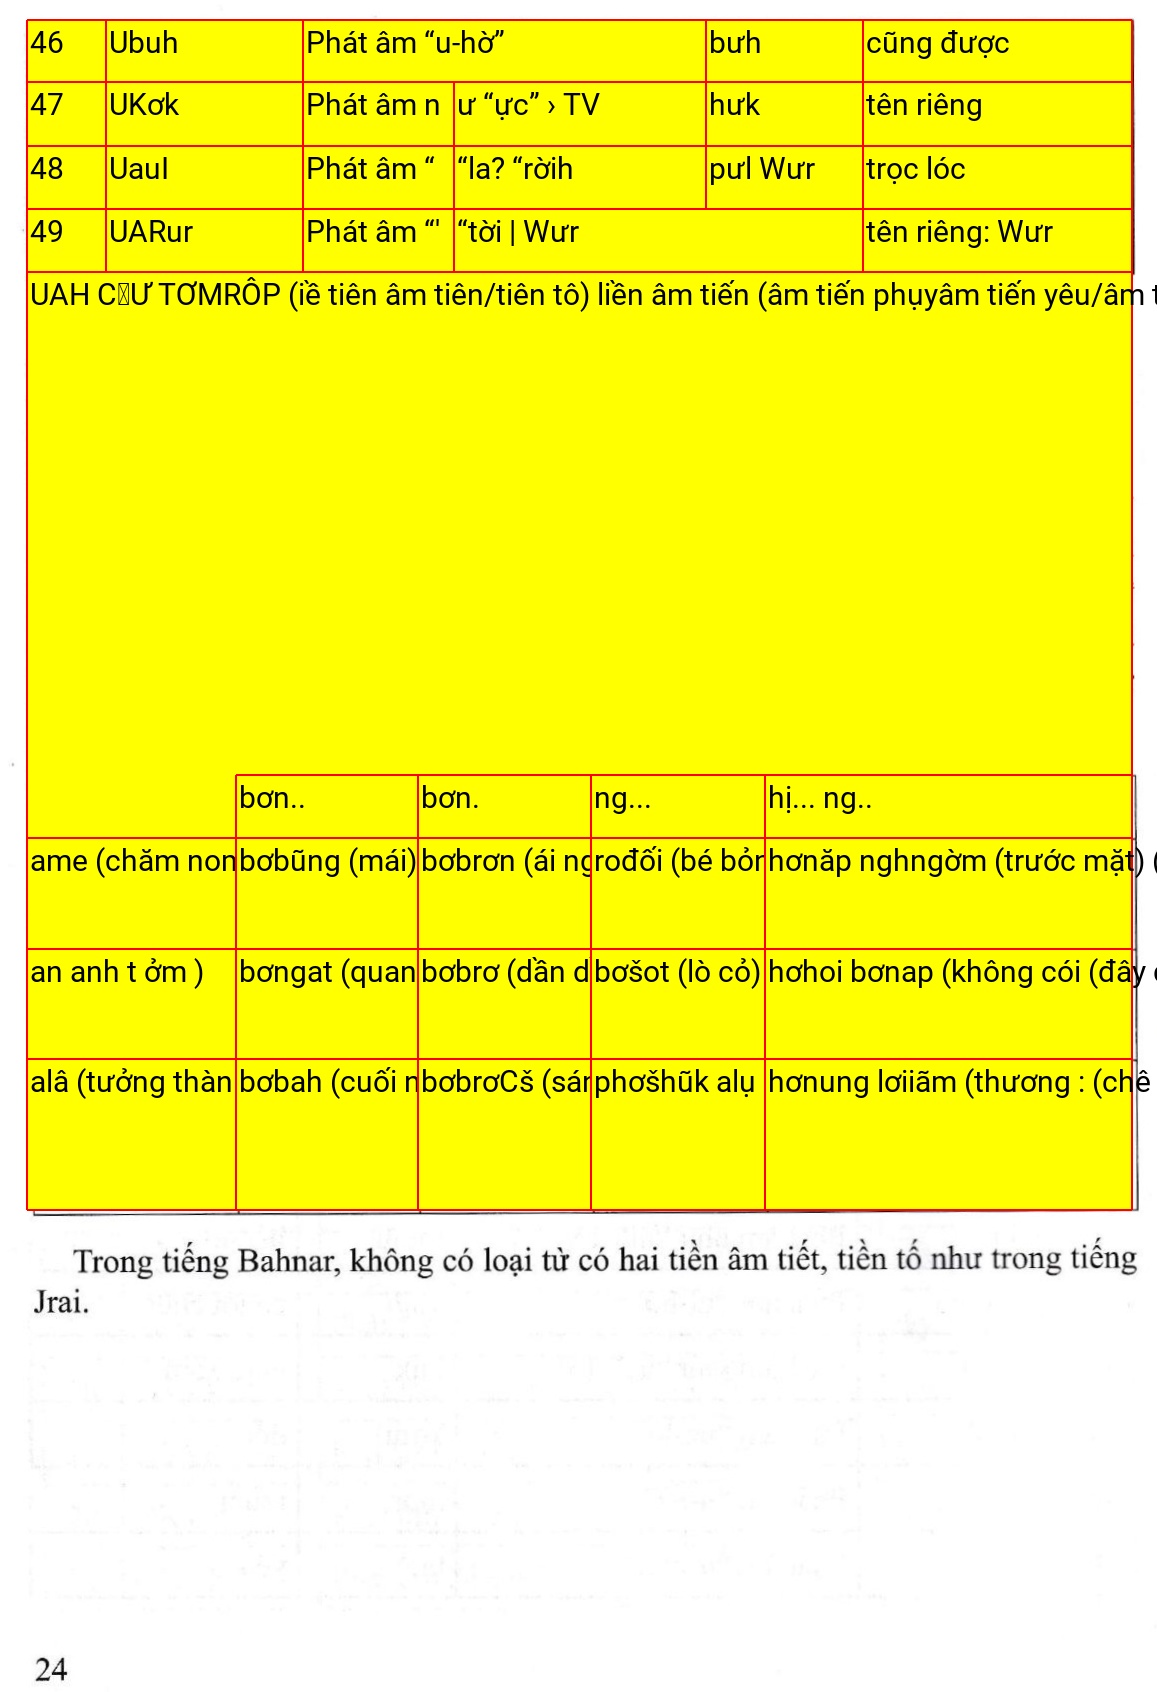 46 Ubuh Phát âm “u-hờ” bưh cũng được
47 UKơk Phát âm n ư “ực” › TV hưk tên riêng
48 UauI Phát âm “ “la? “rờih pưl Wưr trọc lóc
49 UARur Phát âm “' “tời | Wưr tên riêng: Wưr
UAH C Ư TƠMRÔP (iề tiên âm tiên/tiên tô) liền âm tiến (âm tiến phụyâm tiến yêu/âm t
bơn.. bơn. ng... hị... ng..
ame (chăm non bơbũng (mái) bơbrơn (ái ng rođối (bé bỏn hơnăp nghngờm (trước mặt) (
an anh t ởm ) bơngat (quan bơbrơ (dần d bơšot (lò cỏ) hơhoi bơnap (không cói (đây
alâ (tưởng thàn bơbah (cuối n bơbrơCš (sán phơšhũk alụ hơnung lơiiãm (thương : (chê
Trong tiếng Bahnar, không có loại từ có hai tiền âm tiết, tiền tố như trong tiếng
Jrai.
24